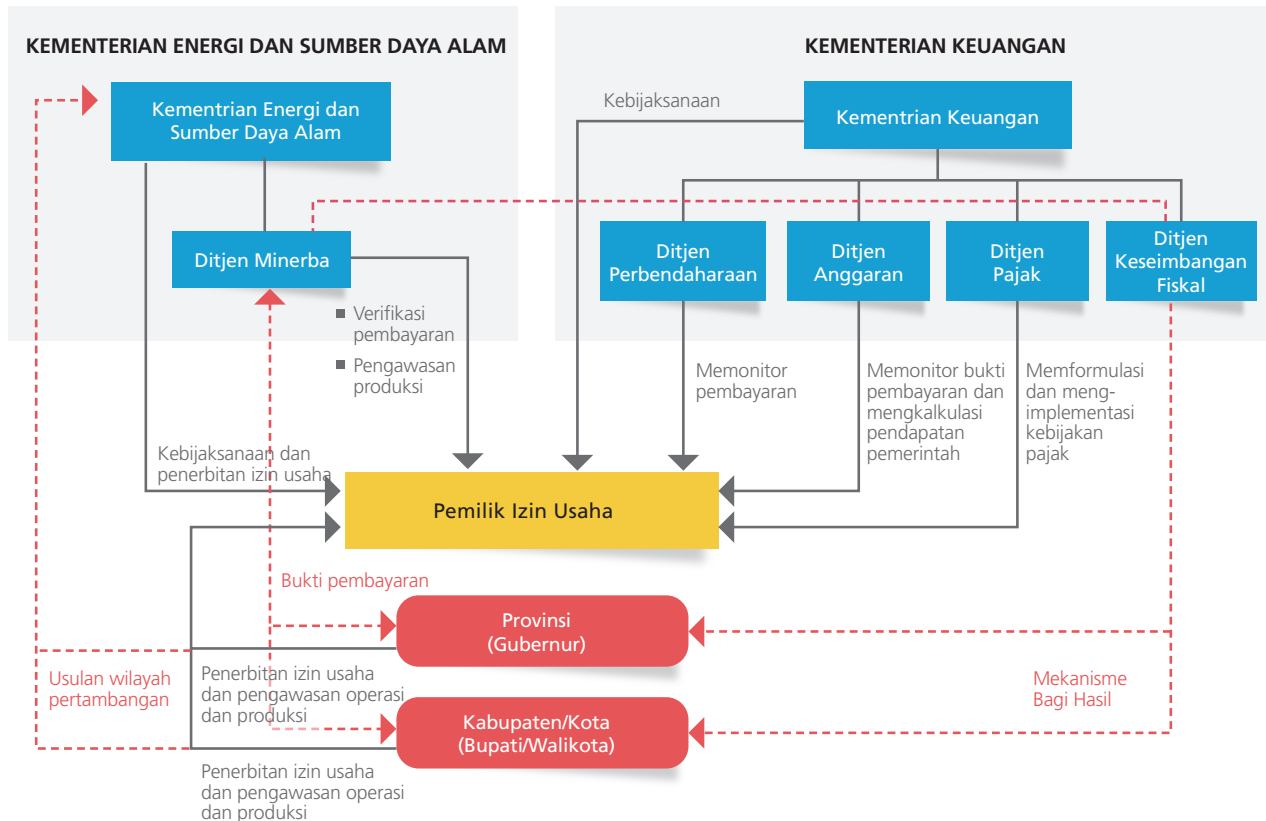 KEMENTERIAN ENERGI DAN SUMBER DAYA ALAM
KEMENTERIAN KEUANGAN
Kementrian Energi dan
Sumber Daya Alam
Kebijaksanaan
Kementrian Keuangan
Ditjen Minerba
Ditjen
Perbendaharaan
Ditjen
Anggaran
Ditjen
Pajak
Ditjen
Keseimbangan
Fiskal
Verifikasi
pembayaran
Pengawasan
produksi
Memonitor
pembayaran
Memonitor bukti
pembayaran dan
mengkalkulasi
pendapatan
pemerintah
Memformulasi
dan meng-
implementasi
kebijakan
pajak
Kebijaksanaan dan
penerbitan izin usaha
Pemilik Izin Usaha
Bukti pembayaran
Provinsi
(Gubernur)
Usulan wilayah
pertambangan
Penerbitan izin usaha
dan pengawasan operasi
dan produksi
Mekanisme
Bagi Hasil
Kabupaten/Kota
(Bupati/Walikota)
Penerbitan izin usaha
dan pengawasan operasi
dan produksi